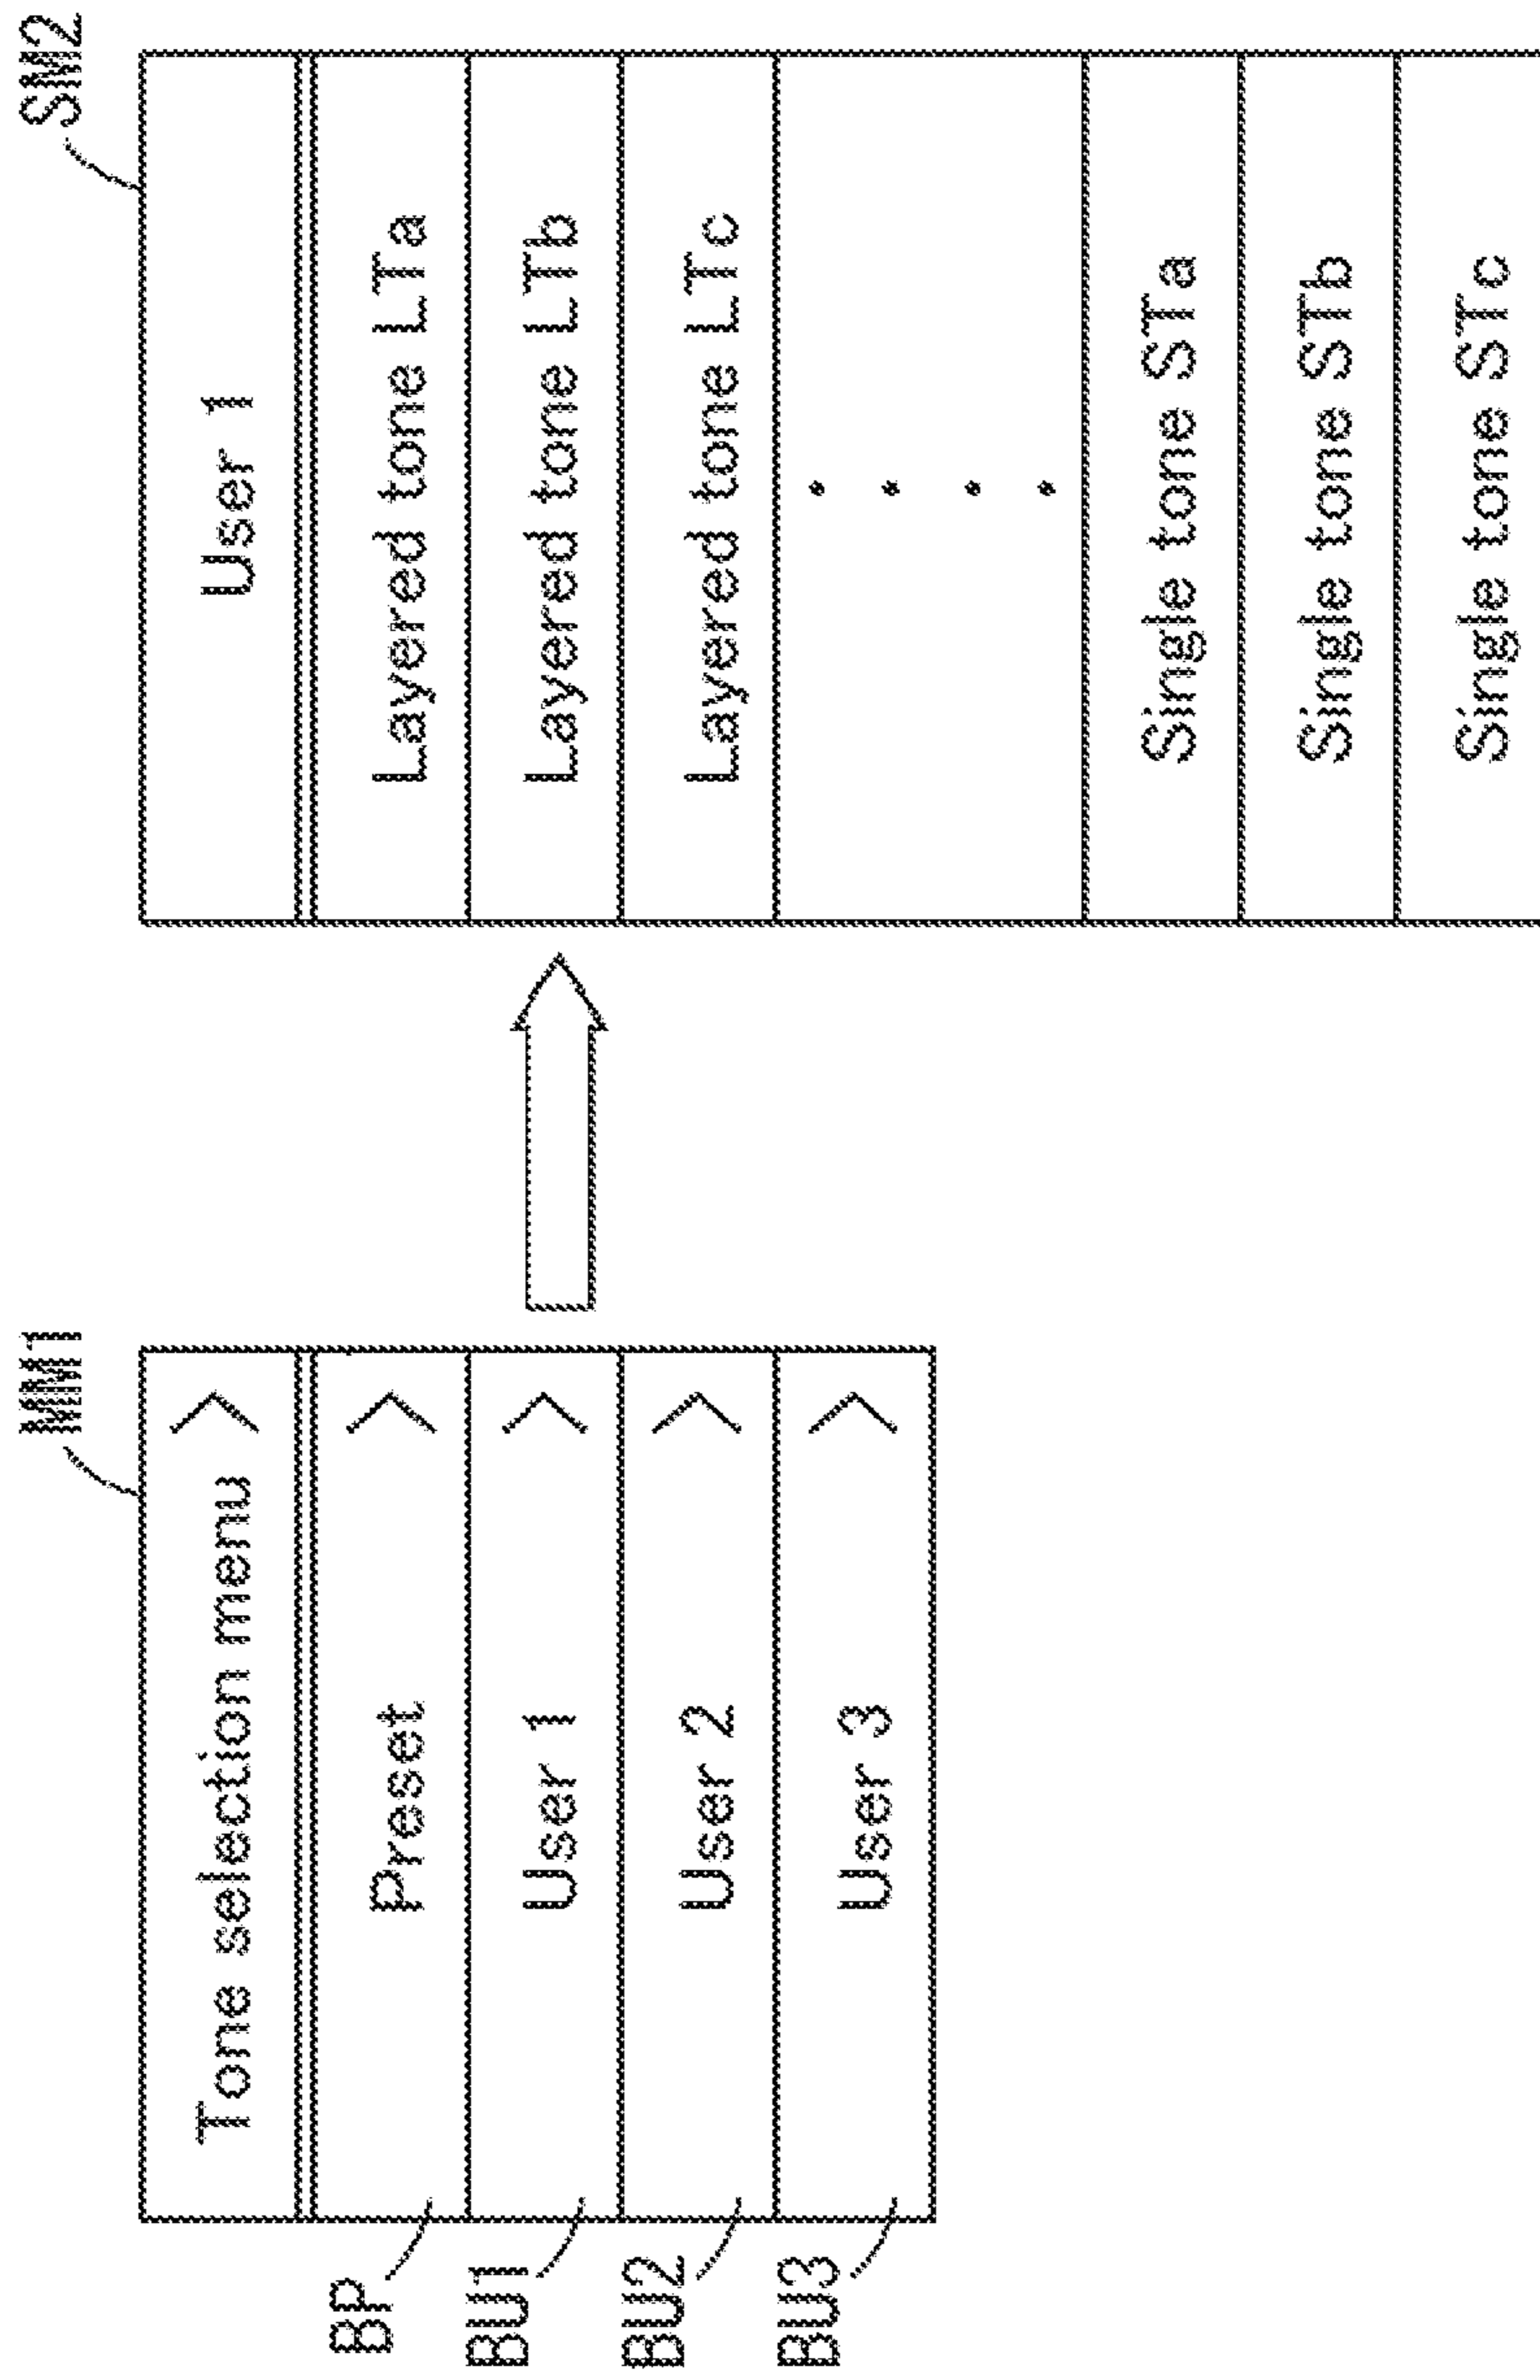 MM1
Tone selection menu >
BP
Preset >
BU1
User 1 >
BU2
User 2 >
BU3
User 3 >
SM2
User 1
Layered tone LTa
Layered tone LTb
Layered tone LTc
. . . .
Single tone STa
Single tone STb
Single tone STc